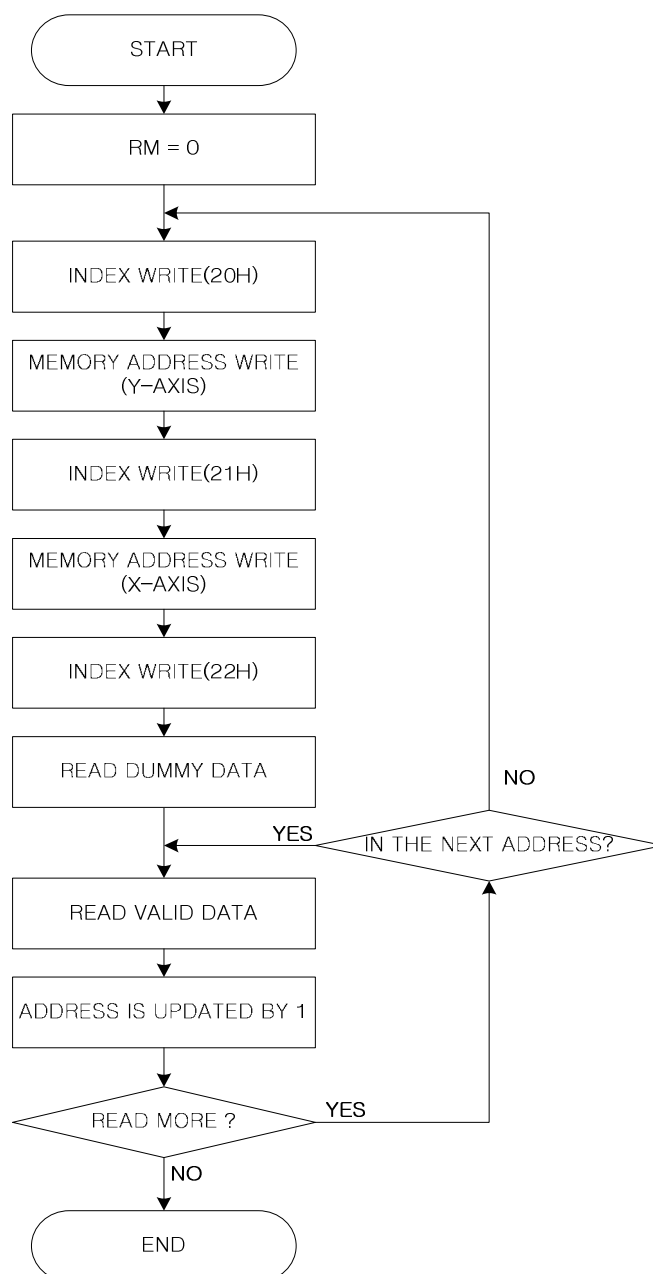 START
RM = 0
INDEX WRITE(20H)
MEMORY ADDRESS WRITE
(Y-AXIS)
INDEX WRITE(21H)
MEMORY ADDRESS WRITE
(X-AXIS)
INDEX WRITE(22H)
READ DUMMY DATA
NO
YES
IN THE NEXT ADDRESS?
READ VALID DATA
ADDRESS IS UPDATED BY 1
READ MORE ?
YES
NO
END